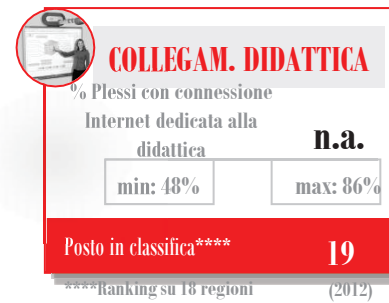 COLLEGAM. DIDATTICA
% Plessi con connessione
Internet dedicata alla
didattica
n.a.
min: 48% max: 86%
Posto in classifica**** 19
****Ranking su 18 regioni (2012)